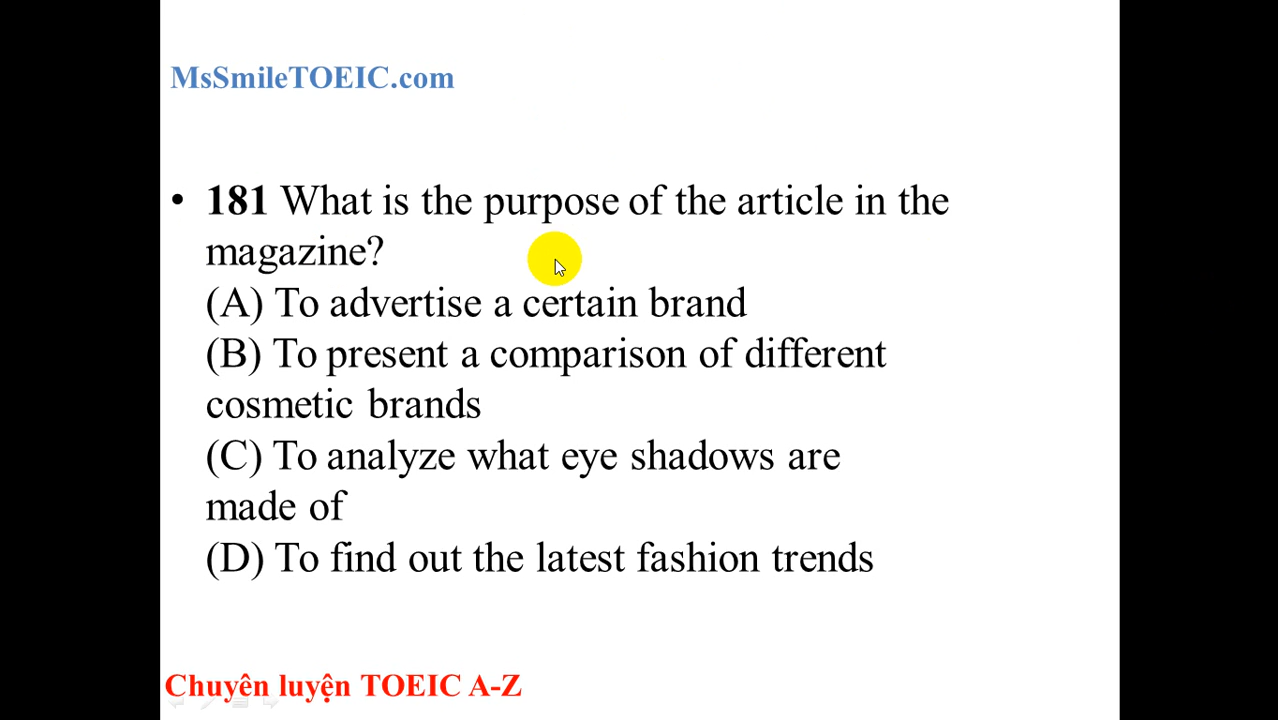 MsSmileTOEIC.com
• 181 What is the purpose of the article in the
magazine?
(A) To advertise a certain brand
(B) To present a comparison of different
cosmetic brands
(C) To analyze what eye shadows are
made of
(D) To find out the latest fashion trends
Chuyên luyện TOEIC A-Z